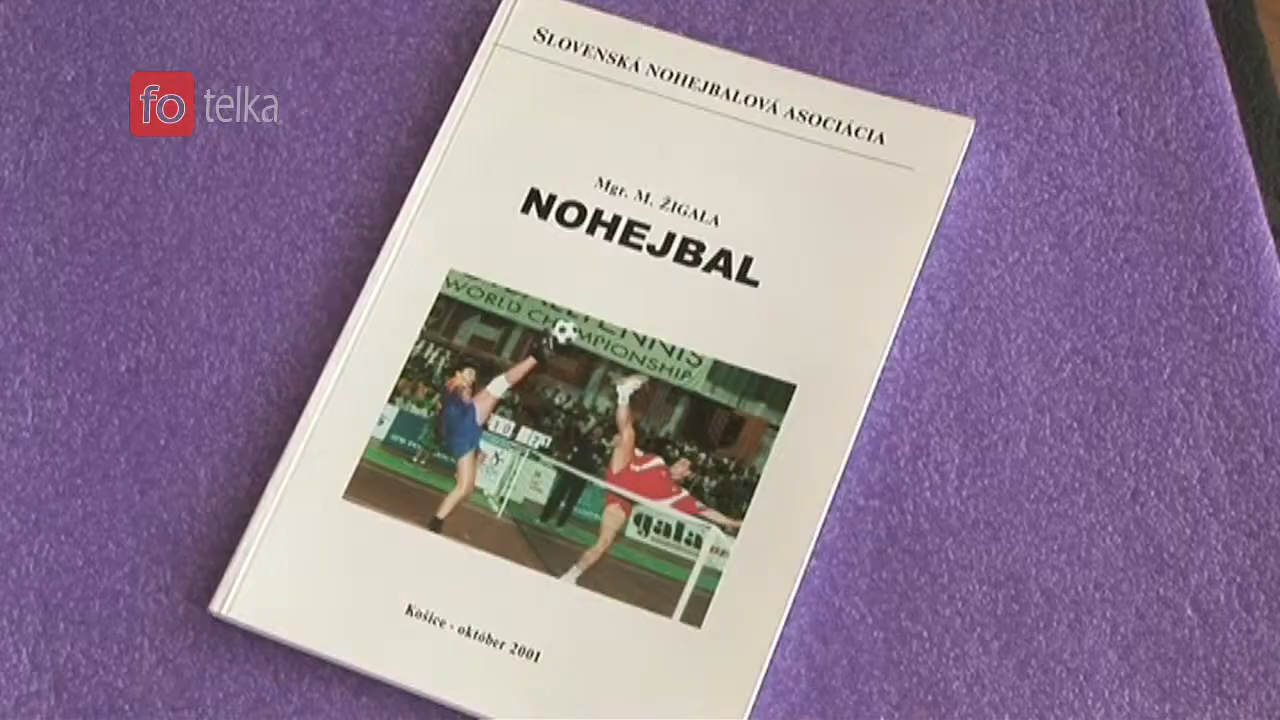 fo telka
SLOVENSKÁ NOHEJBALOVÁ ASOCIÁCIA
Mgr. M. ŽIGALA
NOHEJBAL
WORLD CHAMPIONSHIP
gala
Košice - október 2001